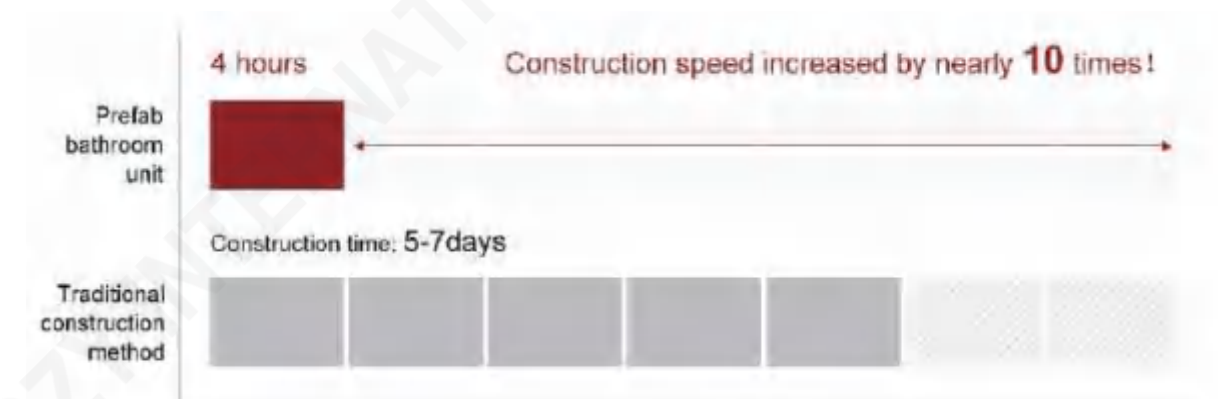 4 hours
Construction speed increased by nearly 10 times!
Prefab
bathroom
unit
Construction time: 5-7days
Traditional
construction
method